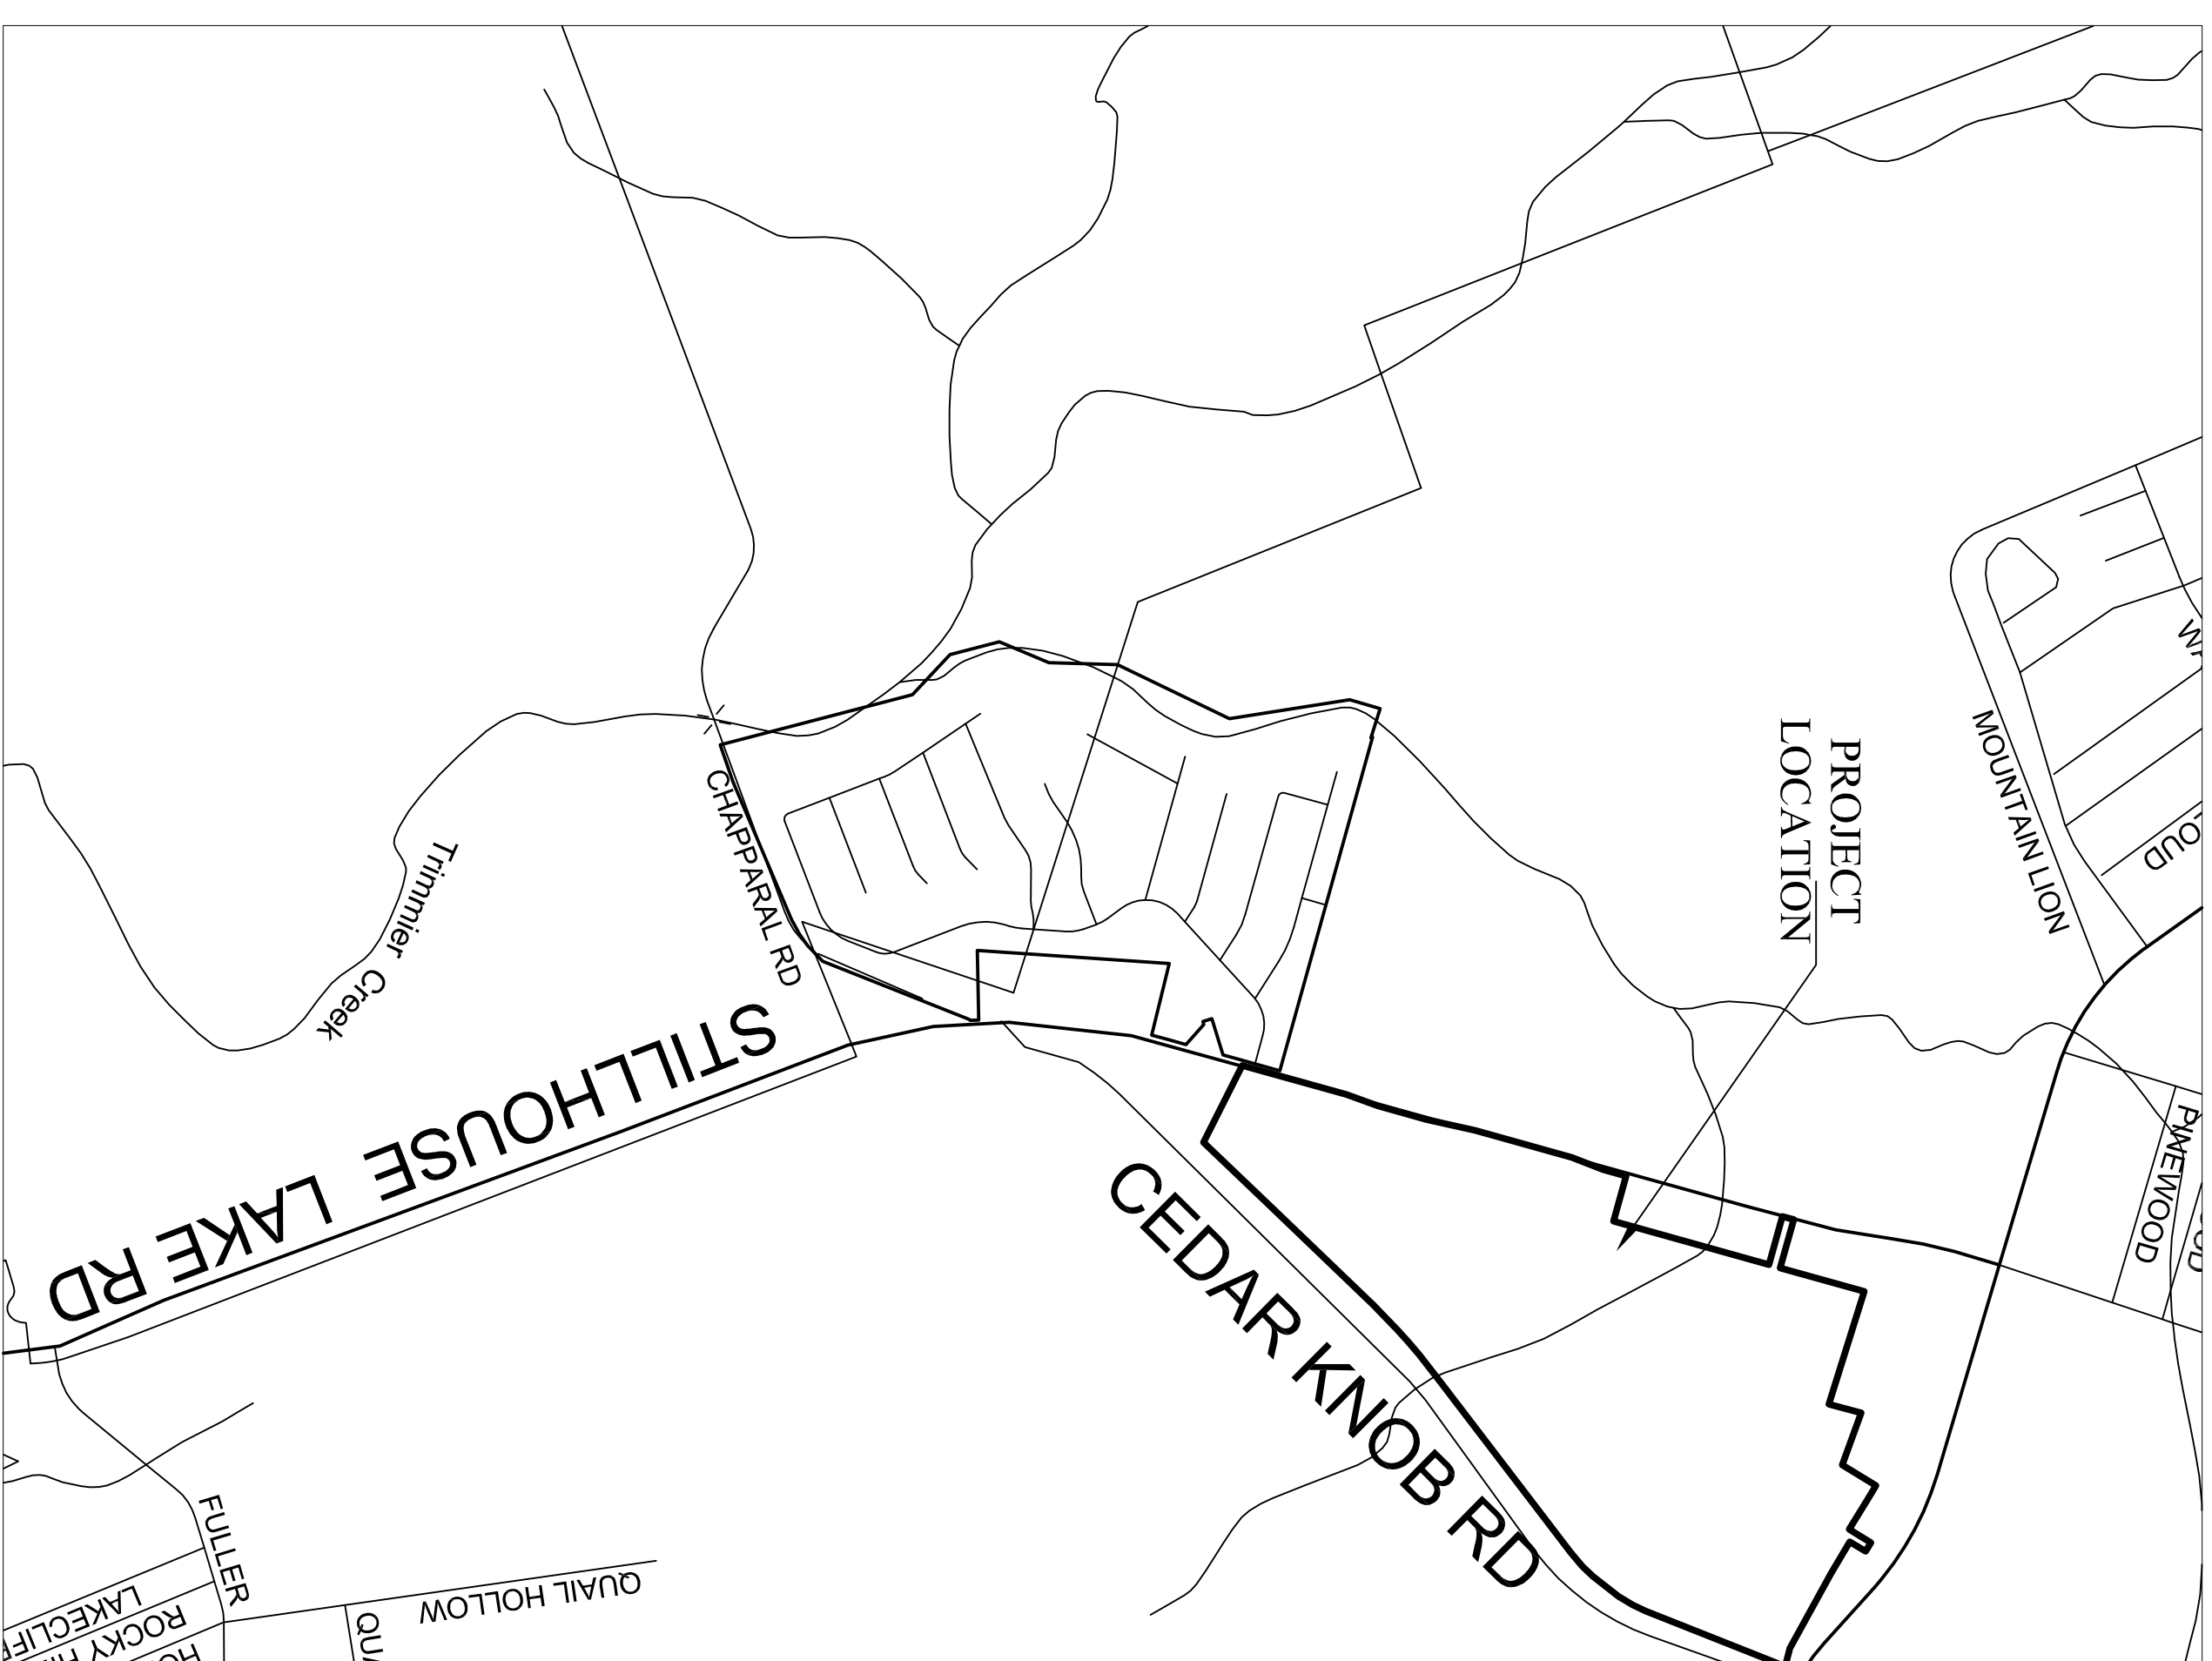 PROJECT
LOCATION
MOUNTAIN LION
CHAPPARAL RD
Trimmier Creek
STILLHOUSE LAKE RD
CEDAR KNOB RD
PINEWOOD
FULLER
QUAIL HOLLOW
ROCKY